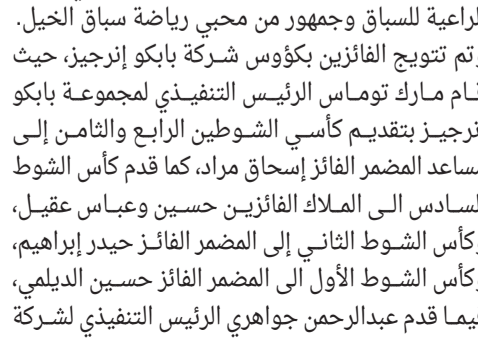 لراعية للسباق وجمهور من محبي رياضة سباق الخيل.
وتم تتويج الفائزين بكؤوس شركة بابكو إنرجيز، حيث
قام مارك توماس الرئيس التنفيذي لمجموعة بابكو
نرجيز بتقديم كأسي الشوطين الرابع والثامن إلى
مساعد المضمر الفائز إسحاق مراد، كما قدم كأس الشوط
لسادس الى الملاك الفائزين حسين وعباس عقيل،
وكأس الشوط الثاني إلى المضمر الفائز حيدر إبراهيم،
وكأس الشوط الأول الى المضمر الفائز حسين الديلمي،
فيما قدم عبدالرحمن جواهري الرئيس التنفيذي لشركة